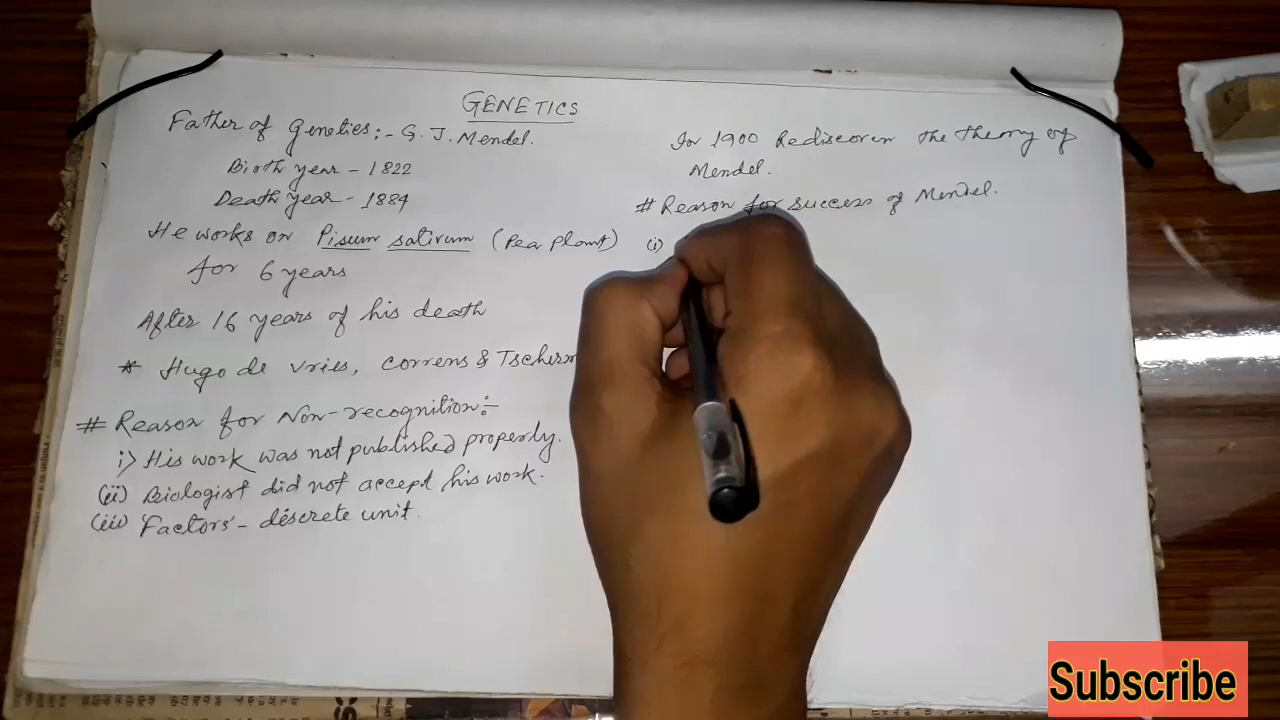 GENETICS
Father of Genetics:- G. J. Mendel.
Birth year - 1822
Death year - 1884
He works on Pisum sativum (Pea plant)
for 6 years
After 16 years of his death
* Hugo de Vries, Correns & Tscherm
# Reason for Non-recognition:-
i) His work was not published properly.
(ii) Biologist did not accept his work.
(iii) 'Factors' - discrete unit.
In 1900 Rediscover the theory of
Mendel.
# Reason for success of Mendel.
(i)
Subscribe